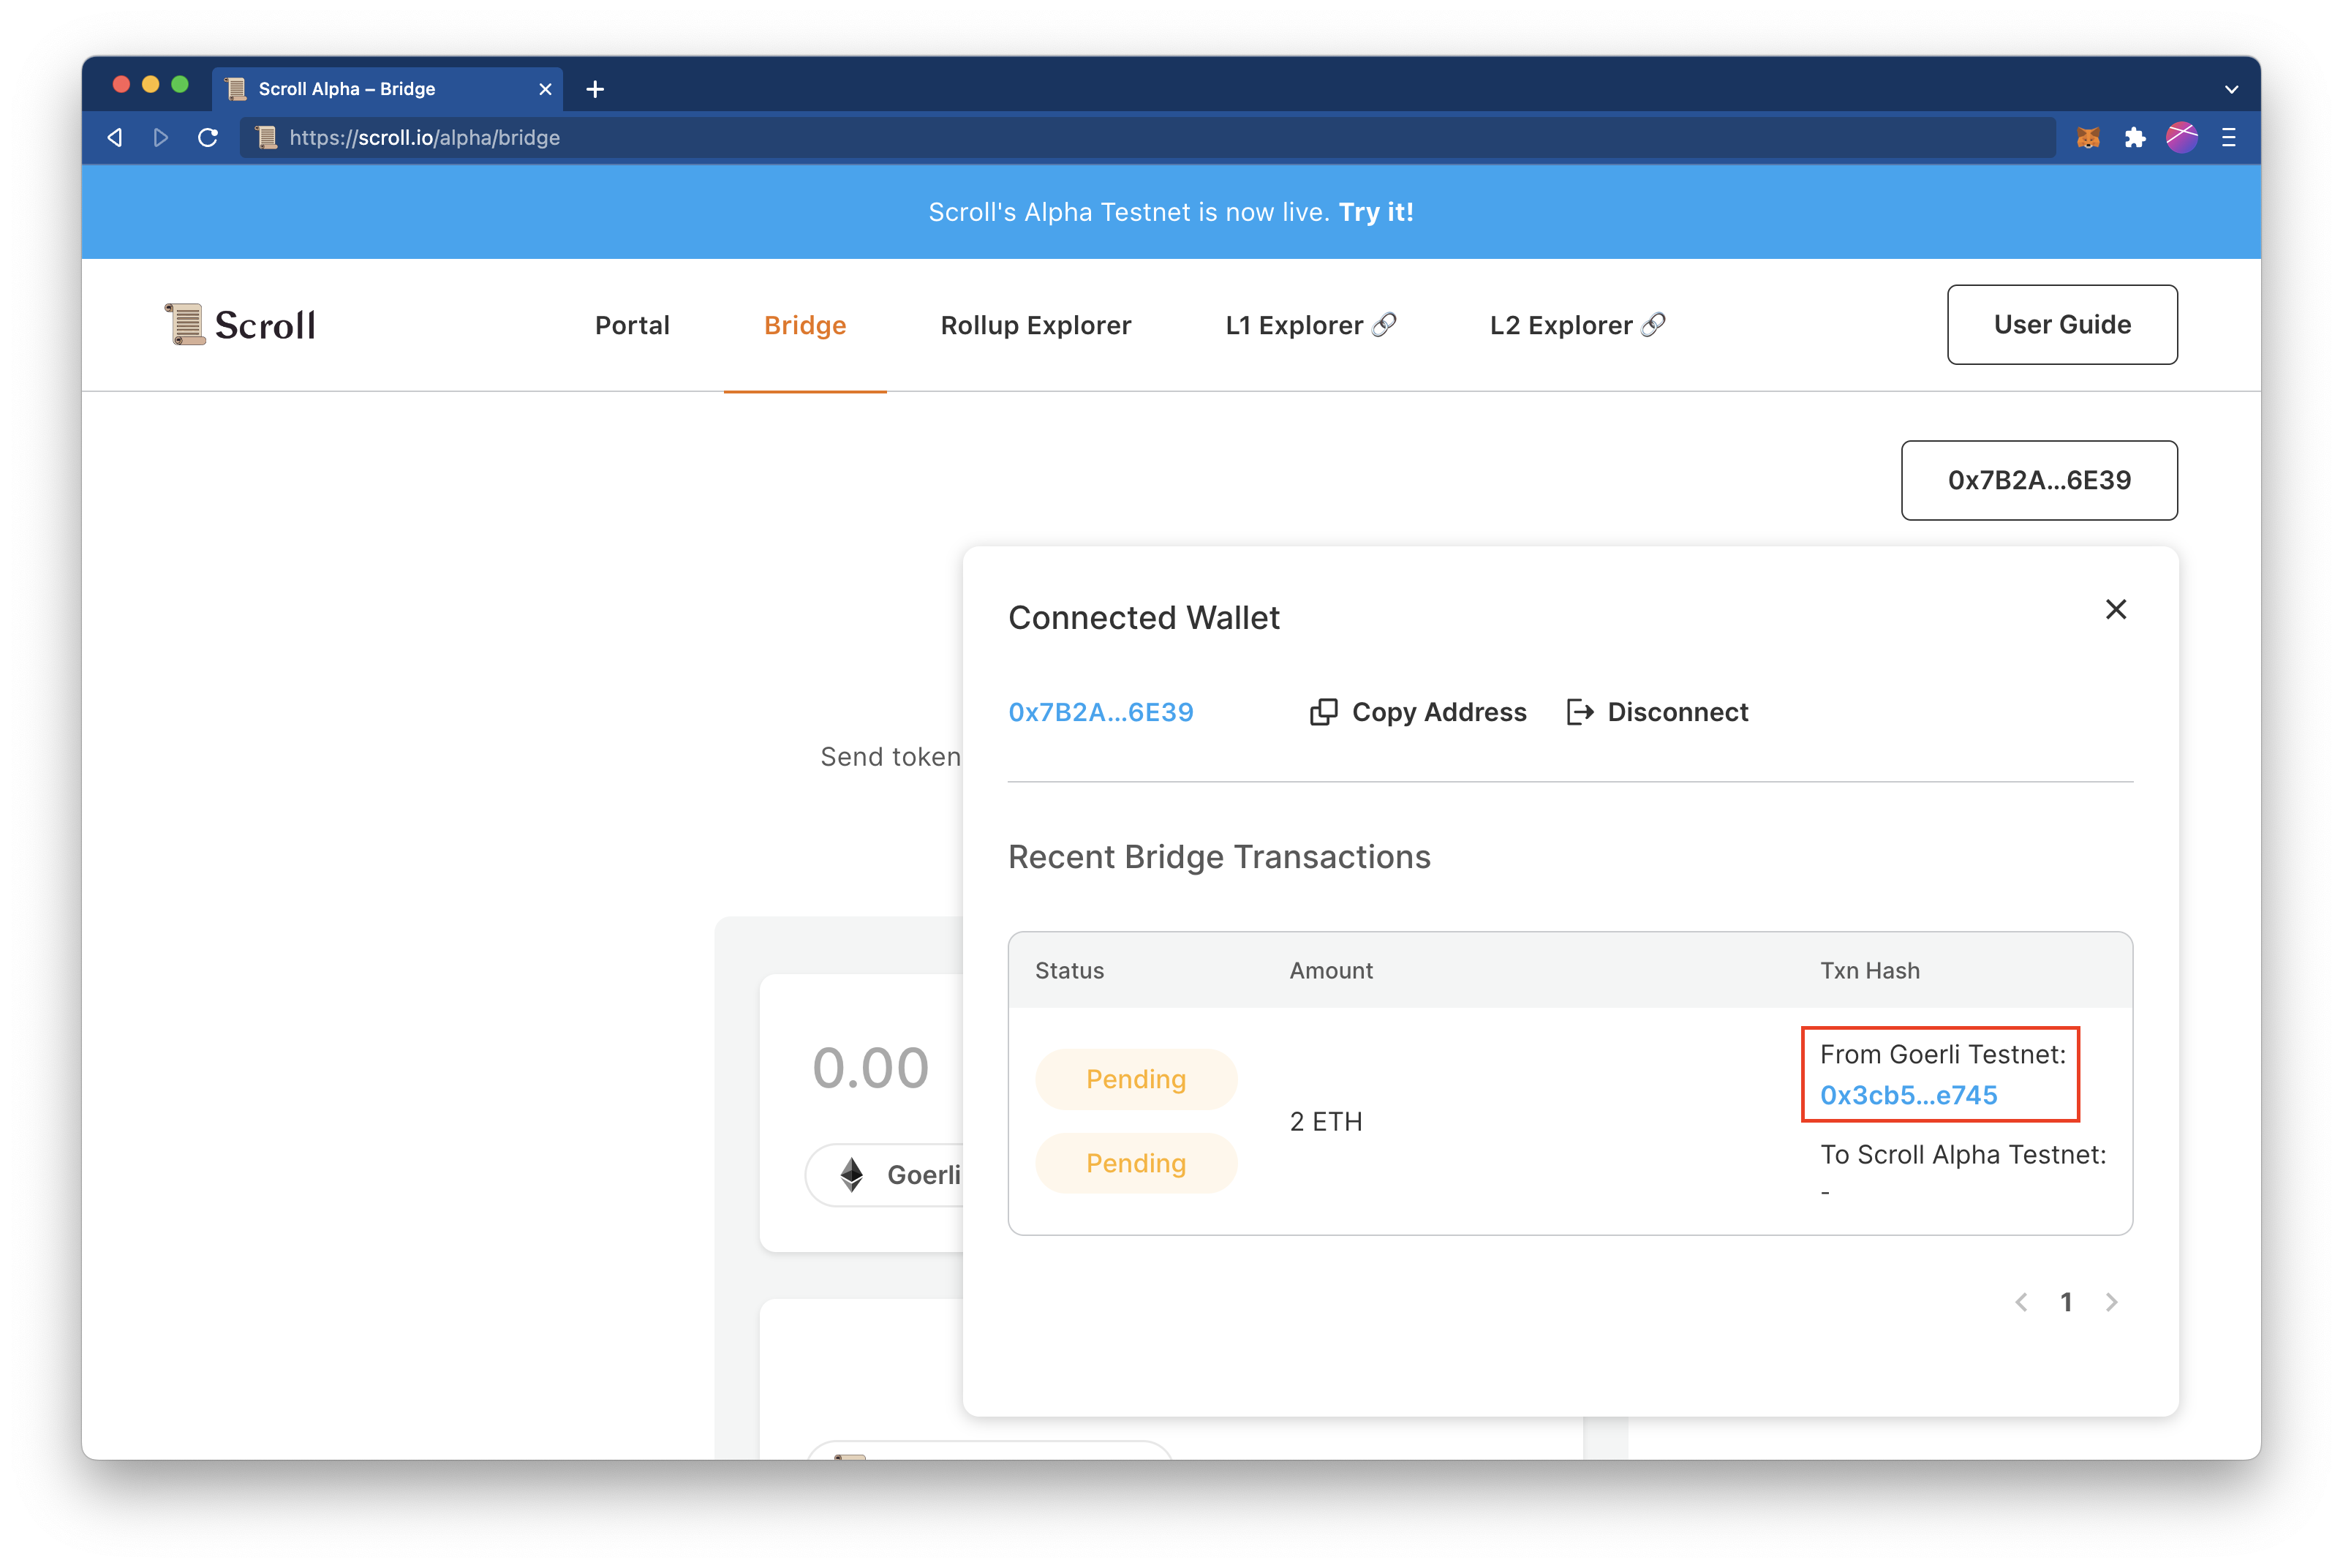 Scroll Alpha – Bridge
https://scroll.io/alpha/bridge
Scroll's Alpha Testnet is now live. Try it!
Scroll
Portal
Bridge
Rollup Explorer
L1 Explorer
L2 Explorer
User Guide
0x7B2A...6E39
Connected Wallet
0x7B2A...6E39
Copy Address
Disconnect
Send token
Recent Bridge Transactions
Status
Amount
Txn Hash
0.00
Goerli
Pending
Pending
2 ETH
From Goerli Testnet:
0x3cb5...e745
To Scroll Alpha Testnet:
-
1